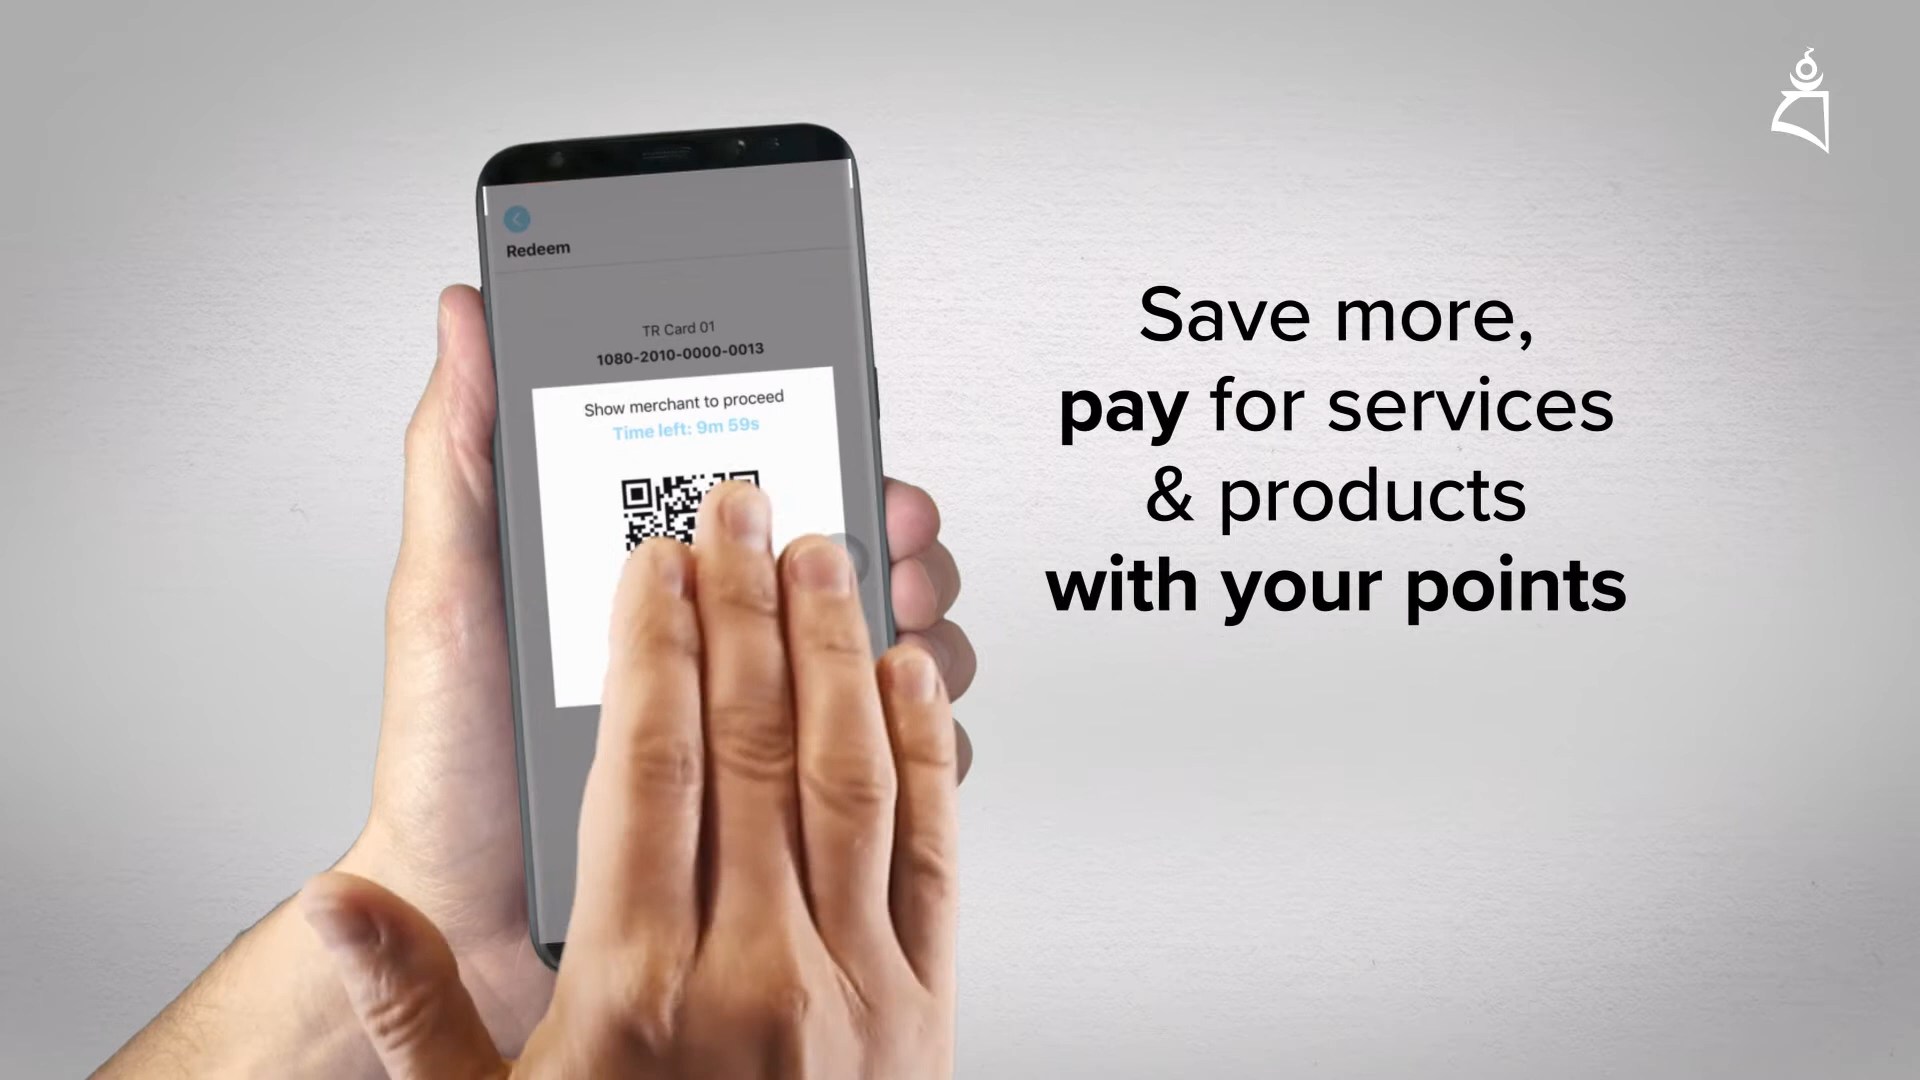 Redeem
TR Card 01
1080-2010-0000-0013
Show merchant to proceed
Time left: 9m 59s
Save more,
pay for services
& products
with your points